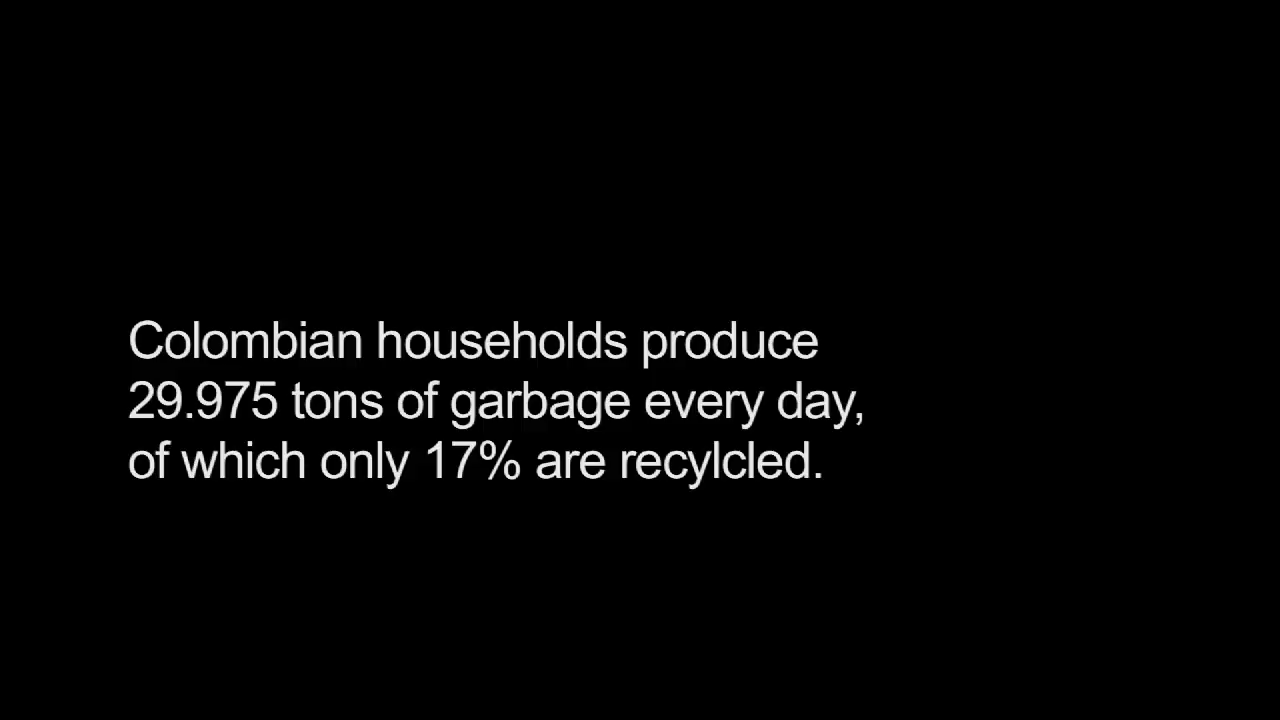 Colombian households produce
29.975 tons of garbage every day,
of which only 17% are recylcled.